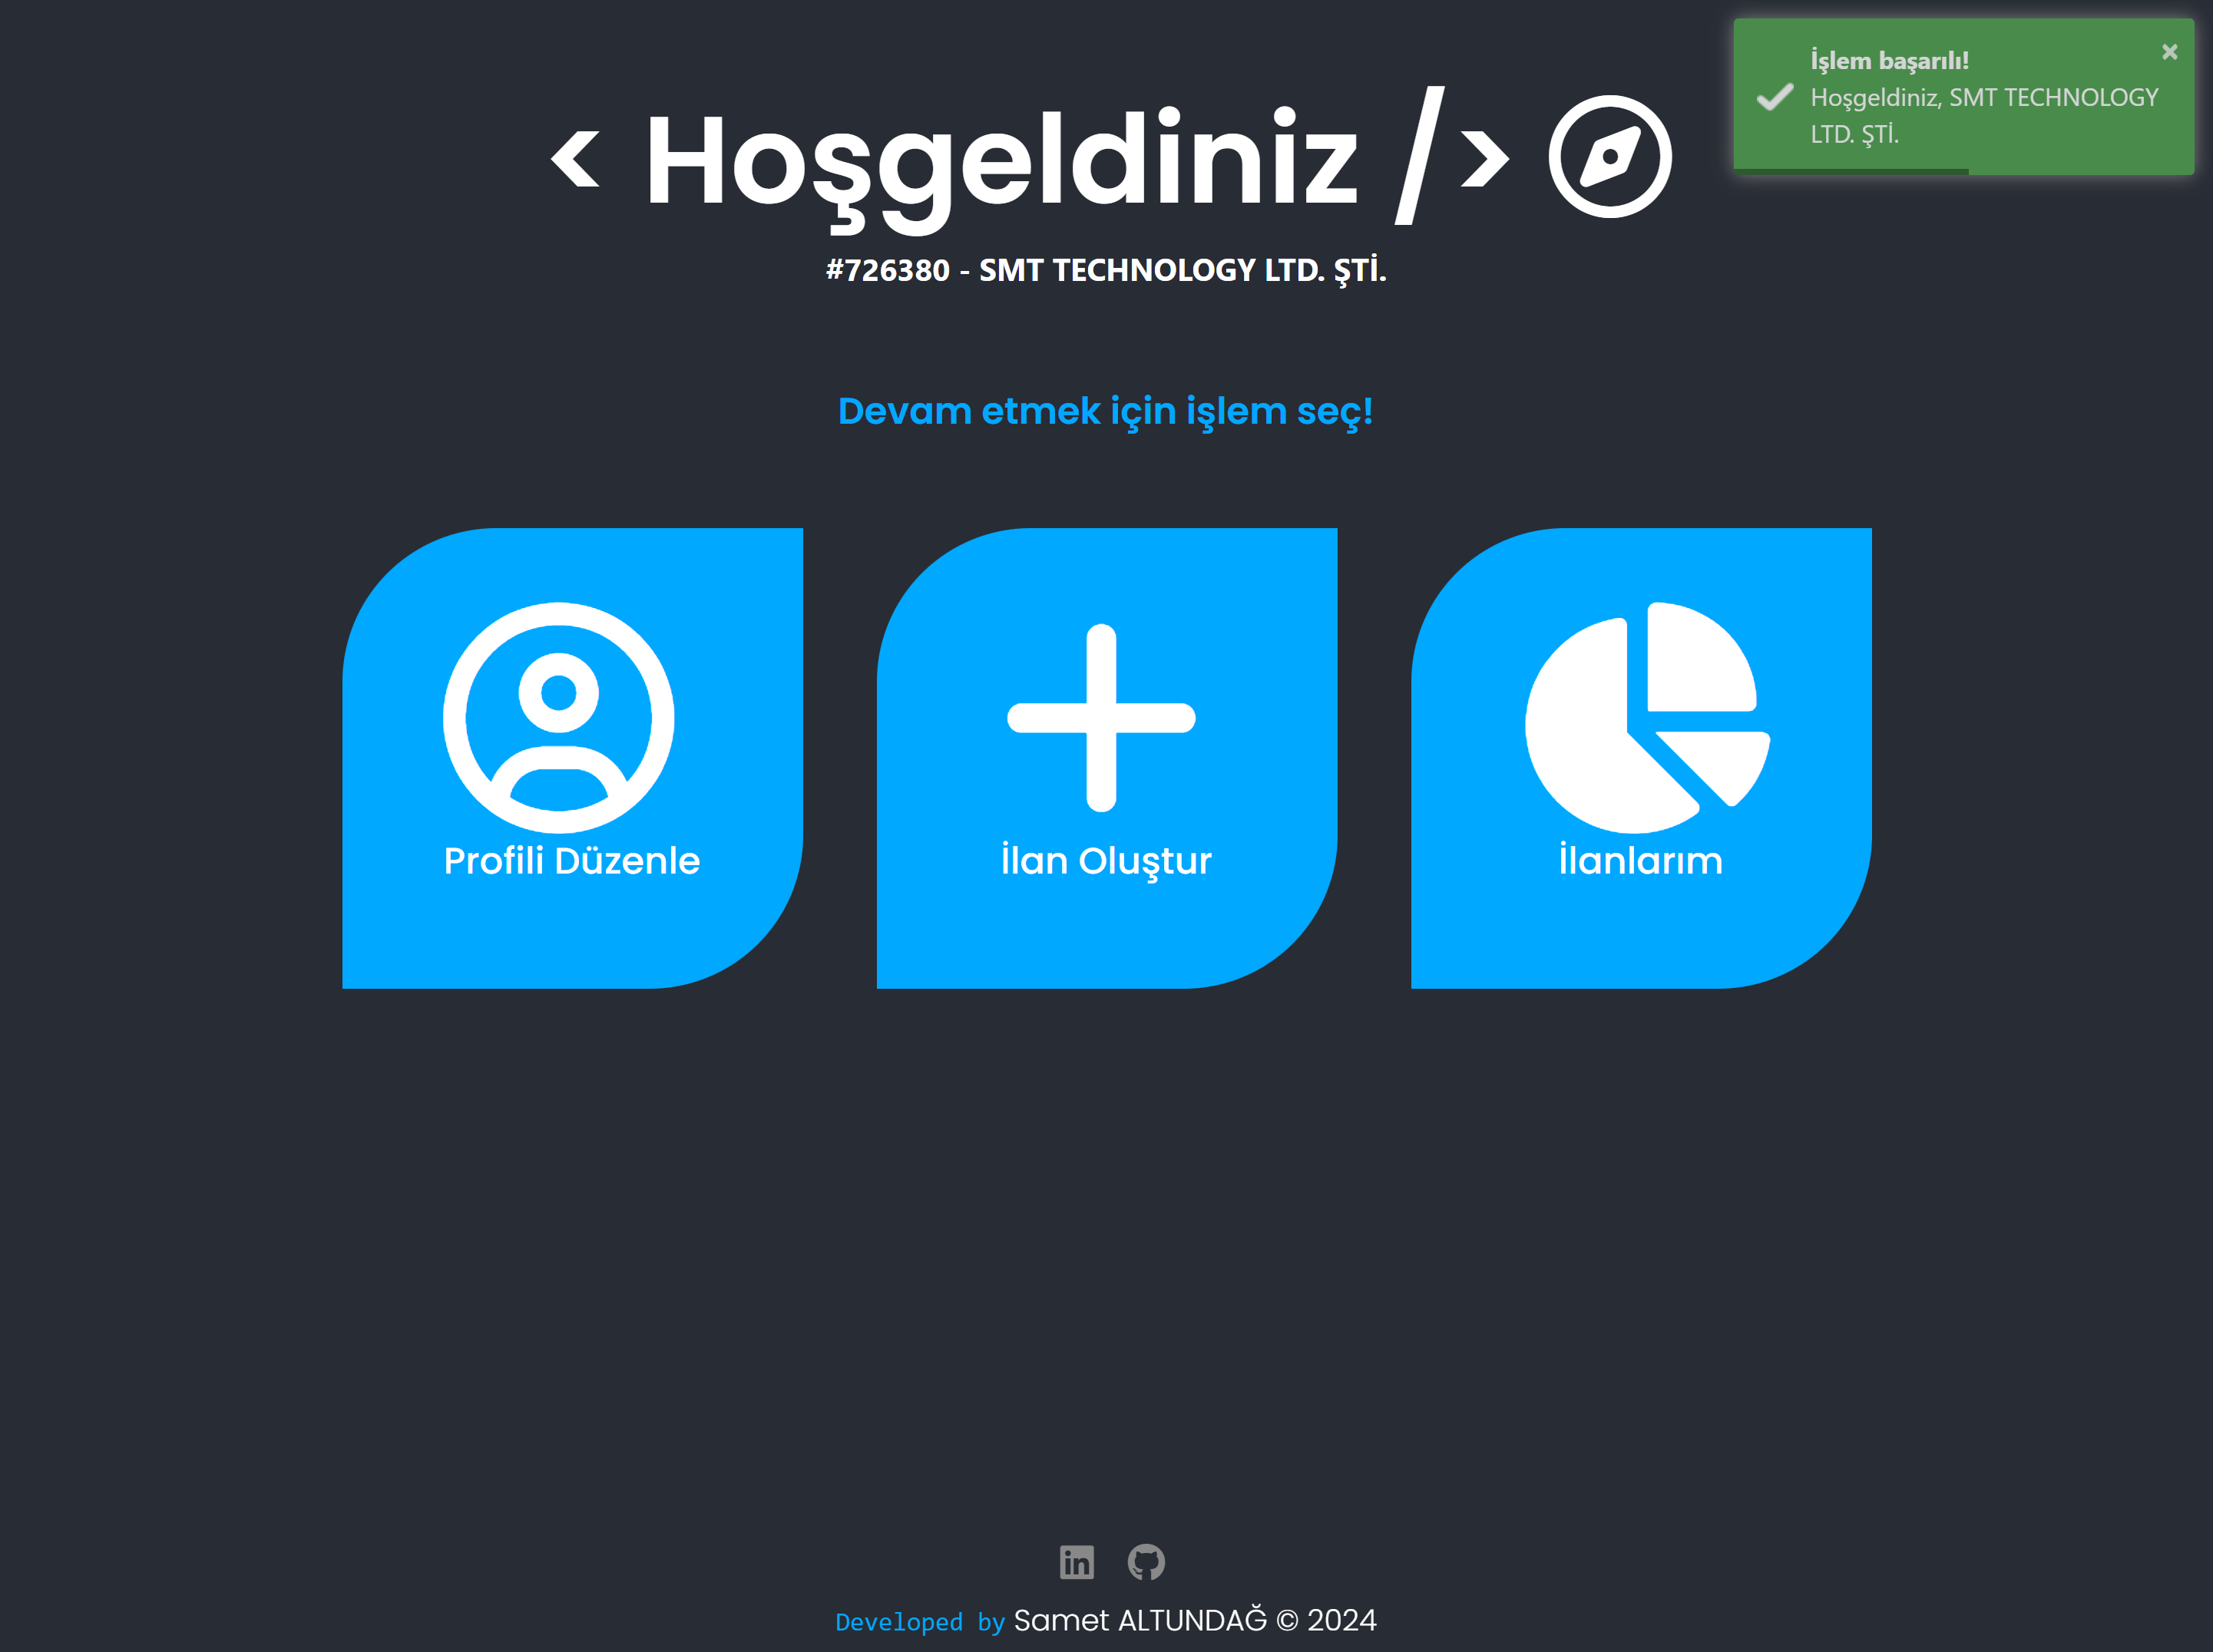 İşlem başarılı!
Hoşgeldiniz, SMT TECHNOLOGY
LTD. ŞTİ.
×
< Hoşgeldiniz />
#726380 - SMT TECHNOLOGY LTD. ŞTİ.
Devam etmek için işlem seç!
Profili Düzenle
İlan Oluştur
İlanlarım
Developed by Samet ALTUNDAĞ © 2024